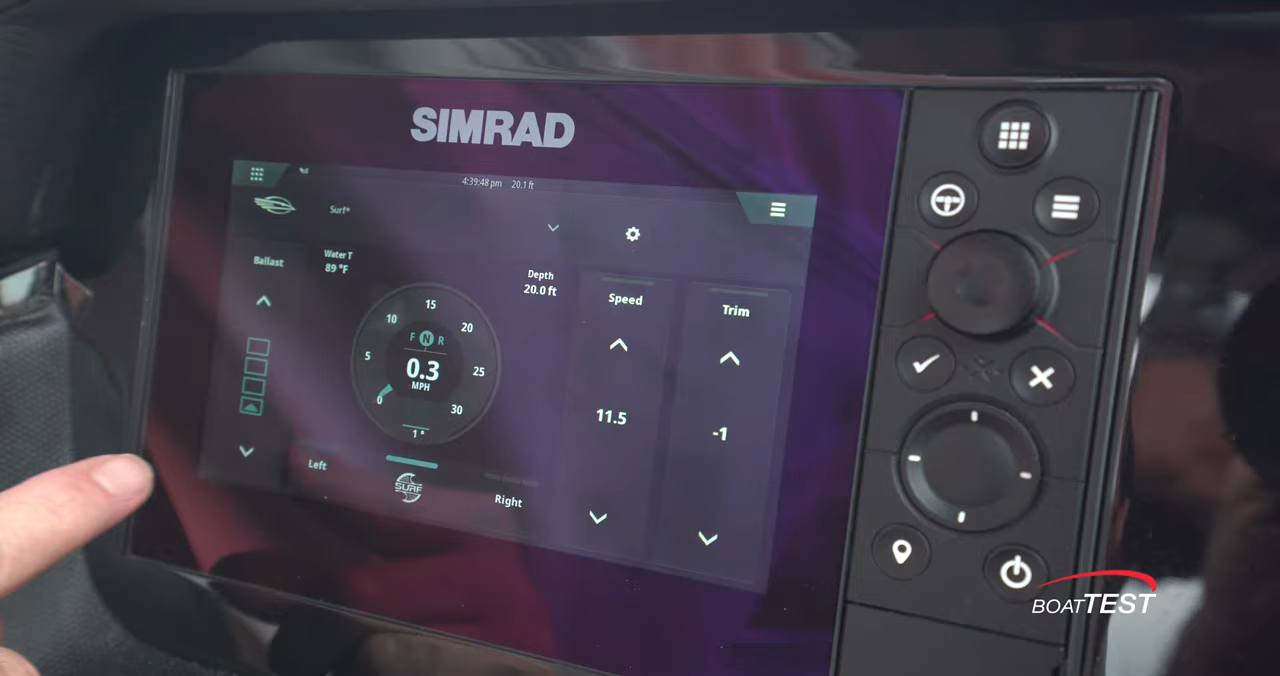 SIMRAD
4:39:48 pm 20.1 ft
Surf*
Ballast
Water T
89 °F
Depth
20.0 ft
Speed
Trim
15
10
20
F N R
5
0.3
25
MPH
0
30
1 °
11.5
-1
Left
SURF
Right
BOATTEST